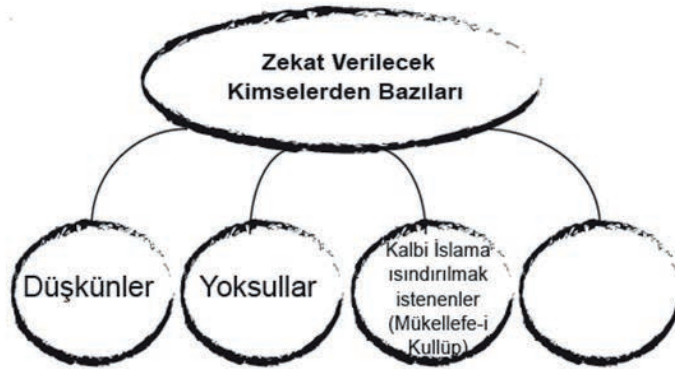 Zekat Verilecek
Kimselerden Bazıları
Düşkünler
Yoksullar
Kalbi İslama
ısındırılmak
istenenler
(Mükellefe-i
Kullüp)